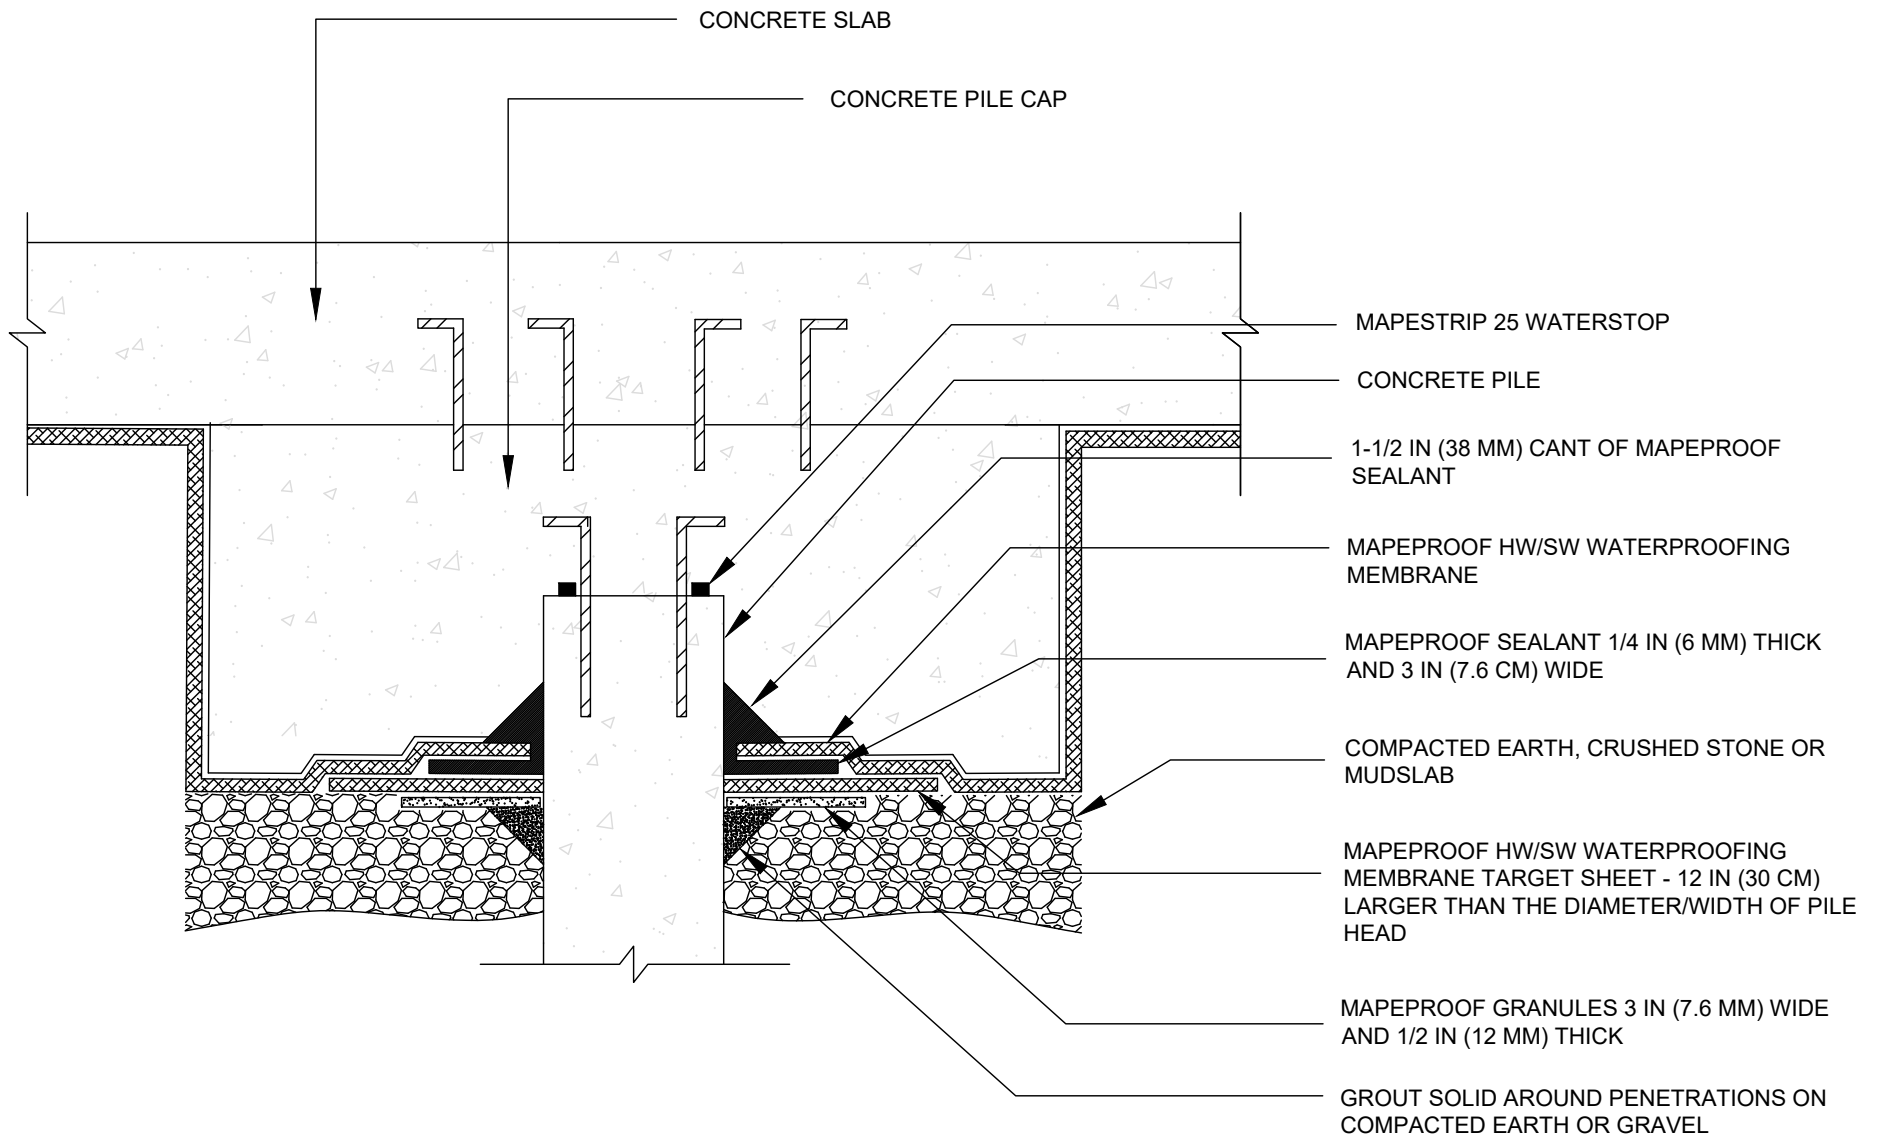 CONCRETE SLAB
CONCRETE PILE CAP
MAPESTRIP 25 WATERSTOP
CONCRETE PILE
1-1/2 IN (38 MM) CANT OF MAPEPROOF
SEALANT
MAPEPROOF HW/SW WATERPROOFING
MEMBRANE
MAPEPROOF SEALANT 1/4 IN (6 MM) THICK
AND 3 IN (7.6 CM) WIDE
COMPACTED EARTH, CRUSHED STONE OR
MUDSLAB
MAPEPROOF HW/SW WATERPROOFING
MEMBRANE TARGET SHEET - 12 IN (30 CM)
LARGER THAN THE DIAMETER/WIDTH OF PILE
HEAD
MAPEPROOF GRANULES 3 IN (7.6 MM) WIDE
AND 1/2 IN (12 MM) THICK
GROUT SOLID AROUND PENETRATIONS ON
COMPACTED EARTH OR GRAVEL